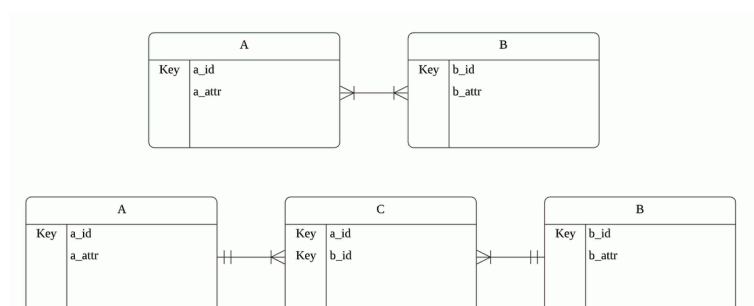 A
Key a_id
a_attr
B
Key b_id
b_attr
A
Key a_id
a_attr
C
Key a_id
Key b_id
B
Key b_id
b_attr